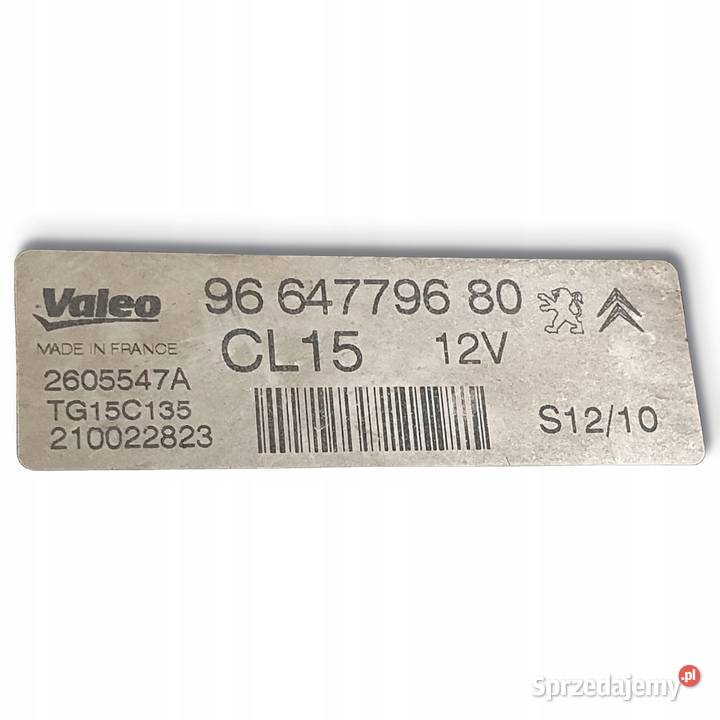 Valeo
96 647796 80
MADE IN FRANCE
CL15 12V
2605547A
TG15C135
210022823
S12/10
Sprzedajemy.pl